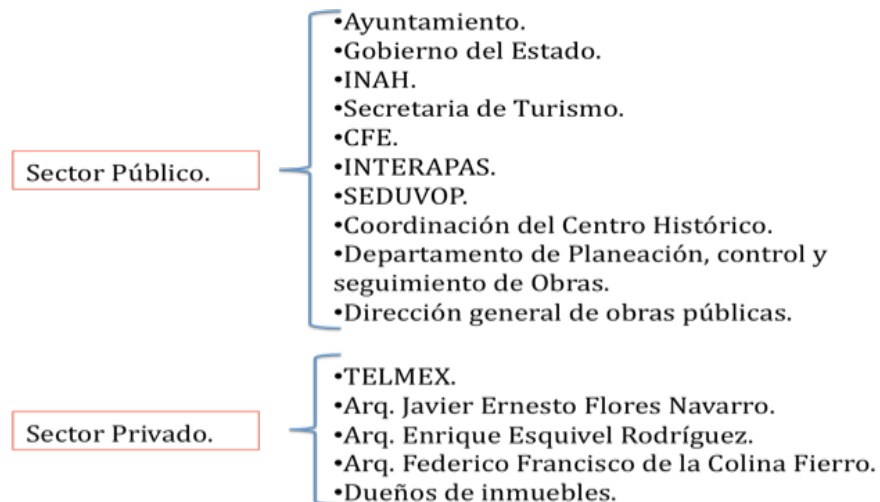 Sector Público.
•Ayuntamiento.
•Gobierno del Estado.
•INAH.
•Secretaria de Turismo.
•CFE.
•INTERAPAS.
•SEDUVOP.
•Coordinación del Centro Histórico.
•Departamento de Planeación, control y
seguimiento de Obras.
•Dirección general de obras públicas.
Sector Privado.
•TELMEX.
•Arq. Javier Ernesto Flores Navarro.
•Arq. Enrique Esquivel Rodríguez.
•Arq. Federico Francisco de la Colina Fierro.
•Dueños de inmuebles.